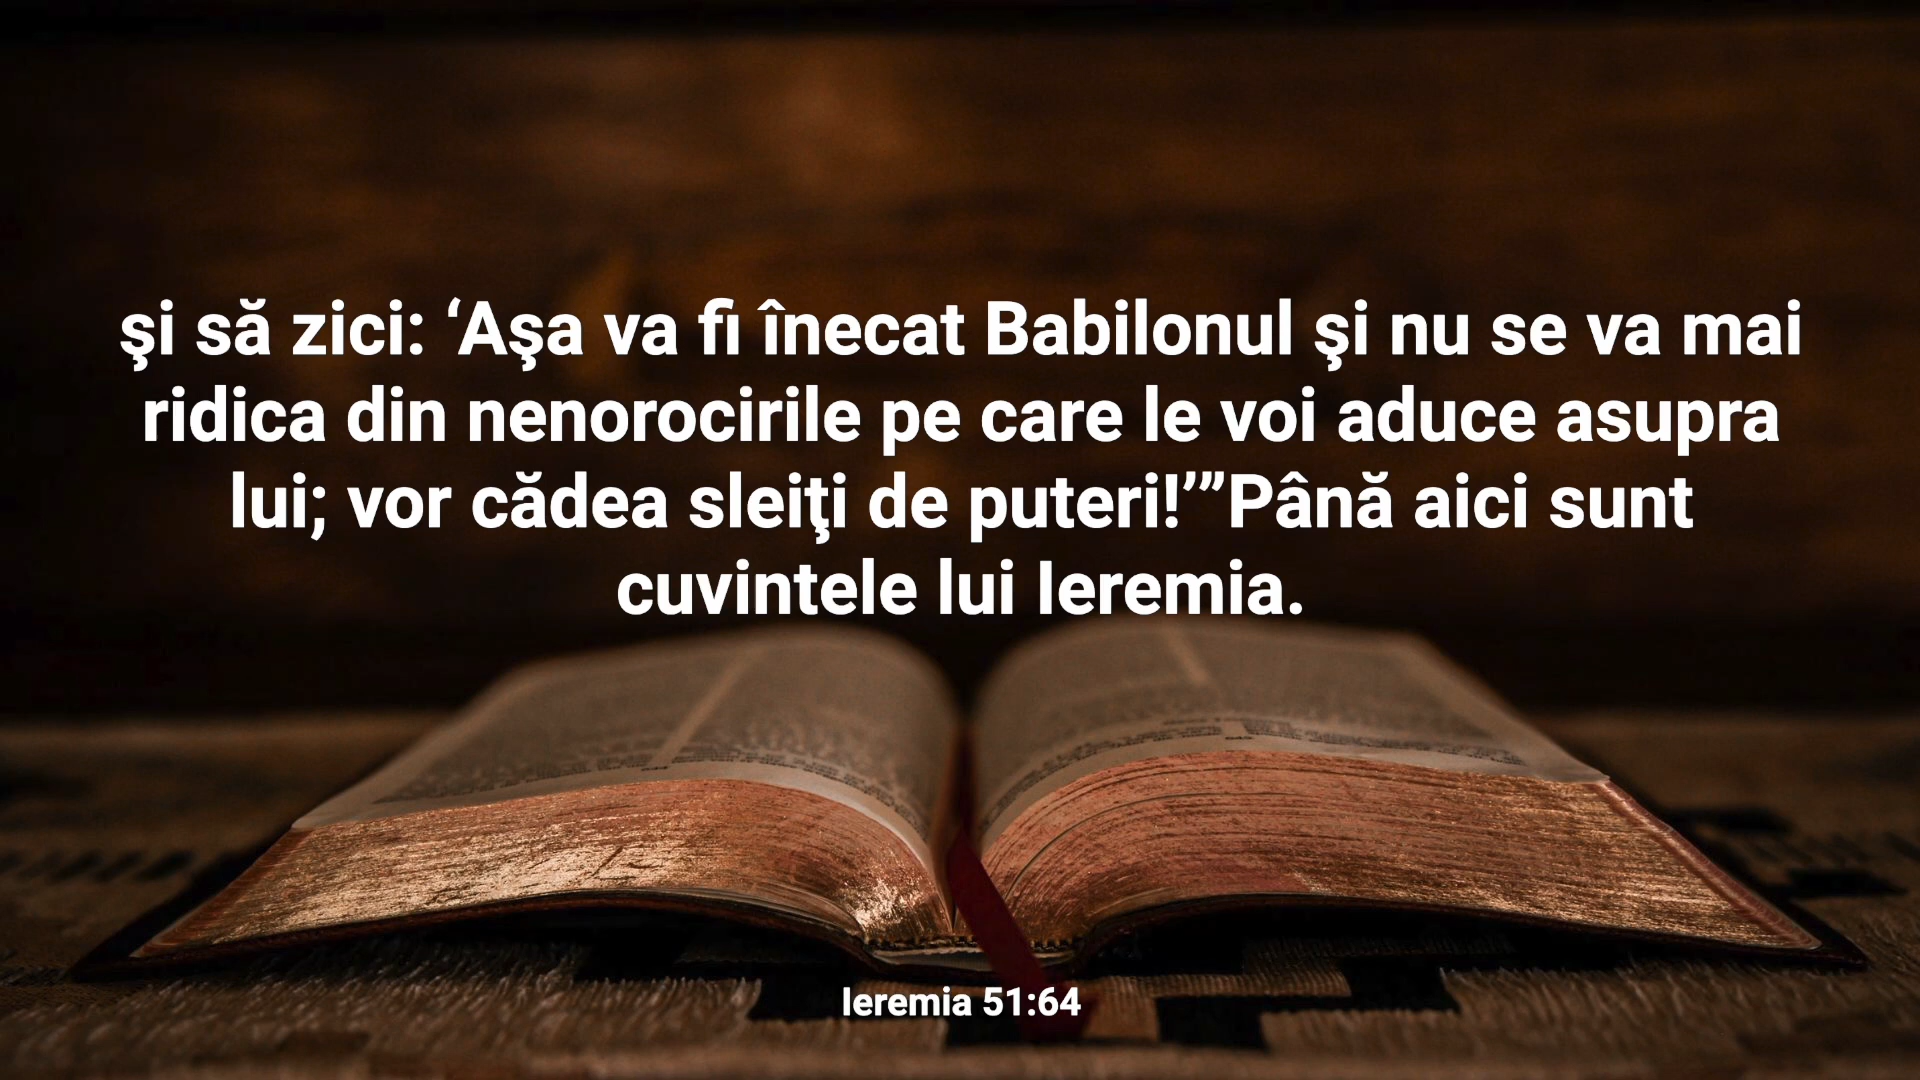 şi să zici: ‘Aşa va fi înecat Babilonul şi nu se va mai
ridica din nenorocirile pe care le voi aduce asupra
lui; vor cădea sleiţi de puteri!’”Până aici sunt
cuvintele lui Ieremia.
Ieremia 51:64